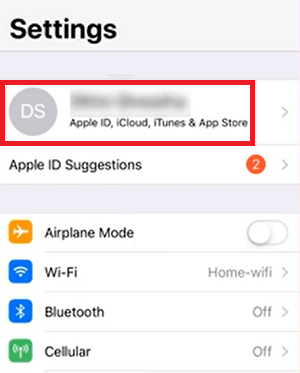 Settings
DS
Apple ID, iCloud, iTunes & App Store
Apple ID Suggestions 2
Airplane Mode
Wi-Fi Home-wifi
Bluetooth Off
Cellular Off